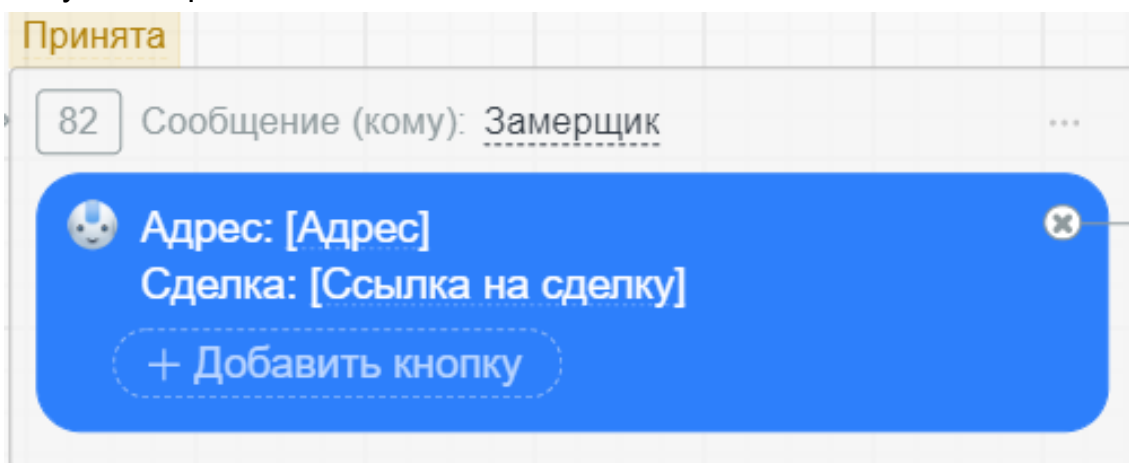 Принята
82 Сообщение (кому): Замерщик ...
Адрес: [Адрес]
Сделка: [Ссылка на сделку]
+ Добавить кнопку